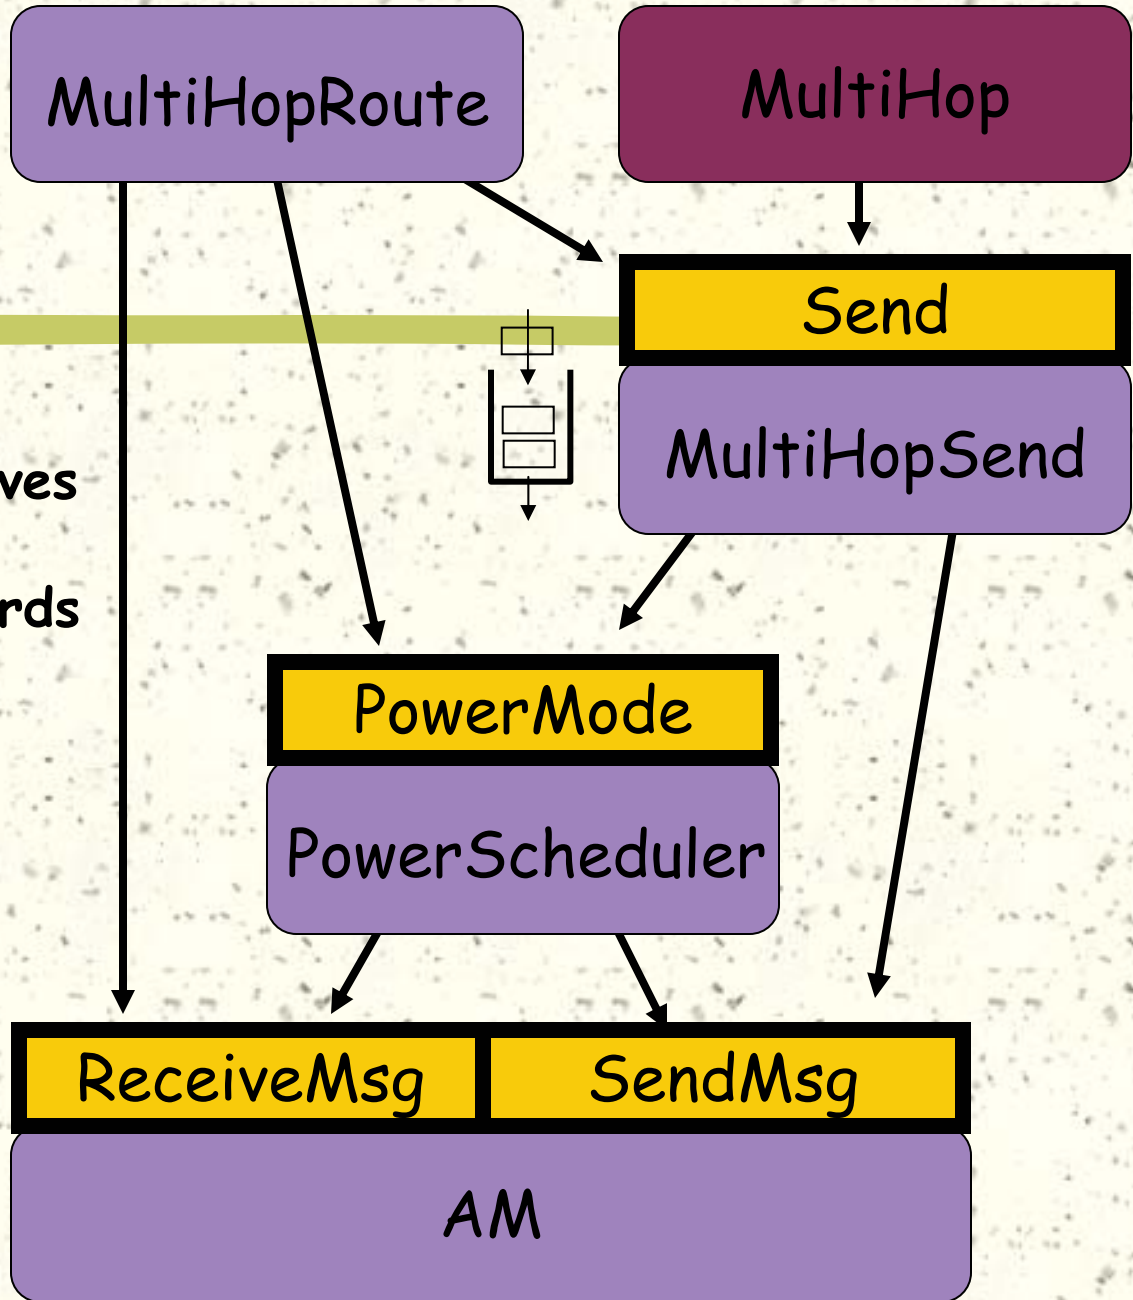 MultiHopRoute
MultiHop
Send
MultiHopSend
ves
rds
PowerMode
PowerScheduler
ReceiveMsg
SendMsg
AM